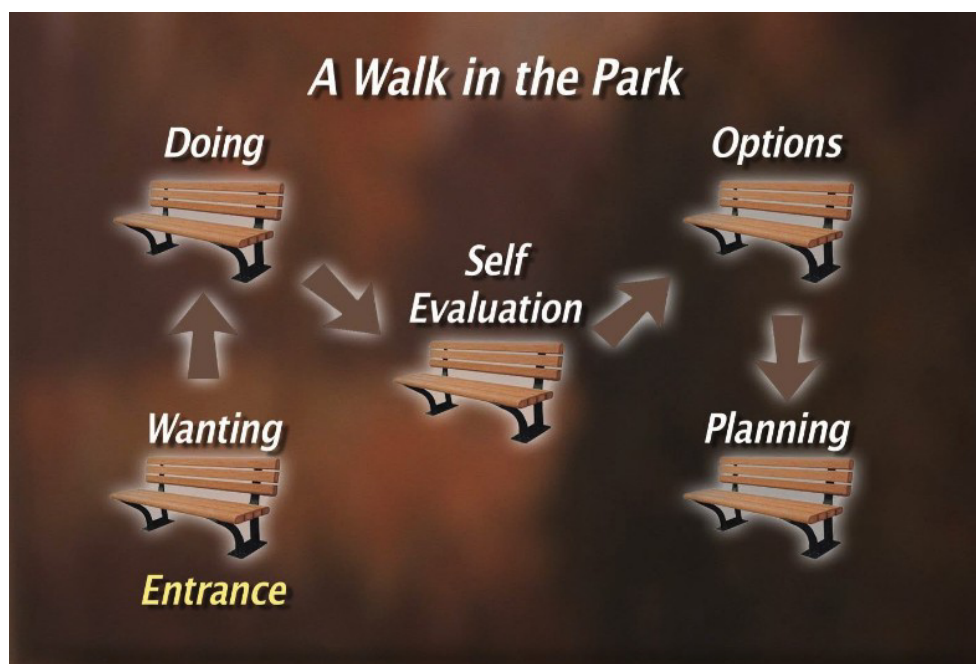 A Walk in the Park
Doing
Options
Self
Evaluation
Wanting
Planning
Entrance